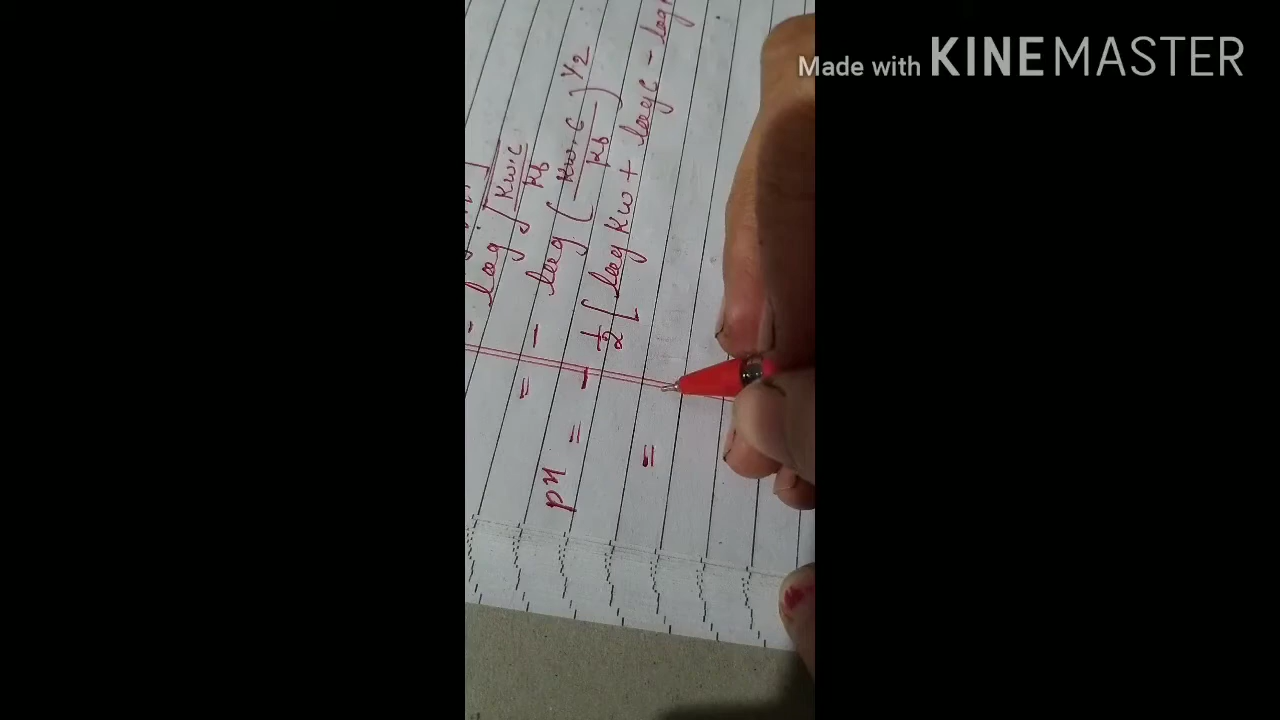 Made with KINEMASTER
- log √Kw.c/Kb
= - log (Kw.c/Kb)^1/2
pH = - 1/2 [log Kw + log c - log
=